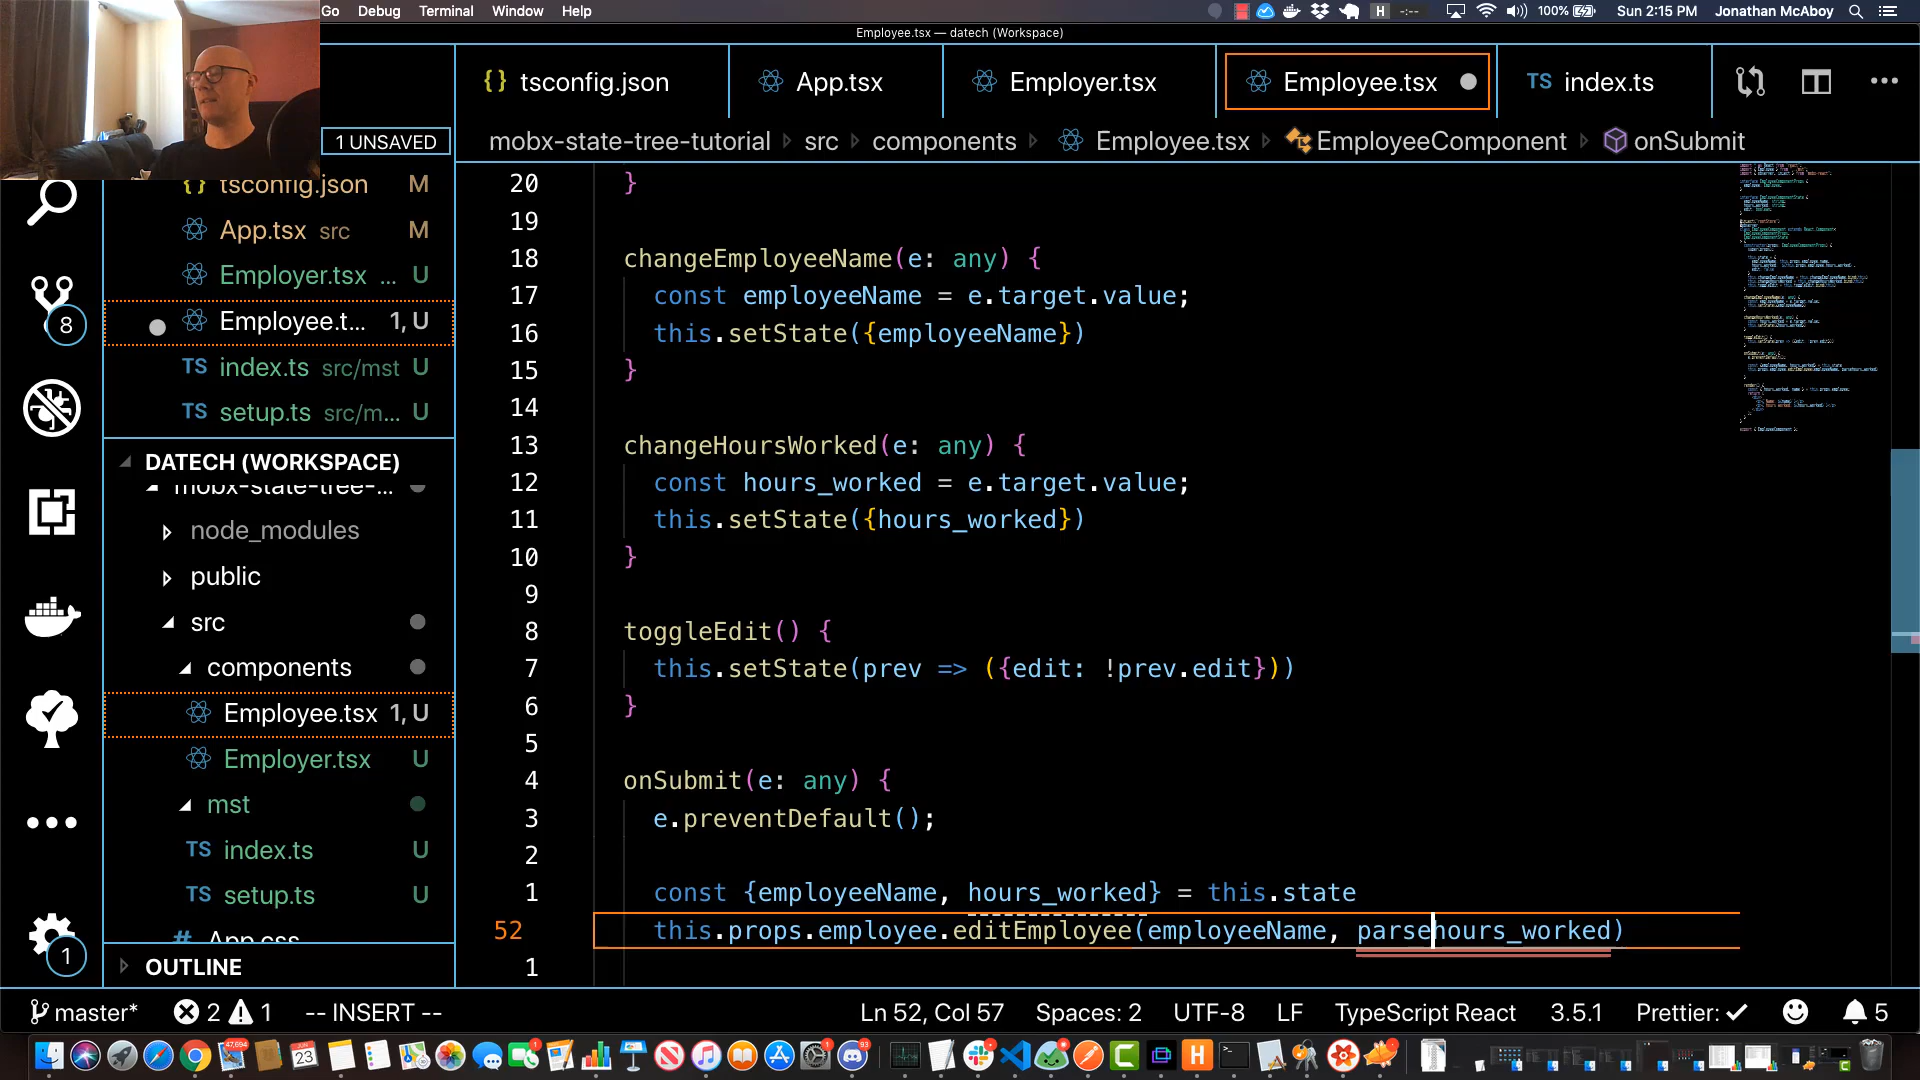 Go Debug Terminal Window Help
H
100%
Sun 2:15 PM Jonathan McAboy
Employee.tsx — datech (Workspace)
{} tsconfig.json
App.tsx
Employer.tsx
Employee.tsx
TS index.ts
1 UNSAVED
mobx-state-tree-tutorial src components Employee.tsx EmployeeComponent onSubmit
{} tsconfig.json M
App.tsx src M
Employer.tsx ... U
Employee.t... 1, U
TS index.ts src/mst U
TS setup.ts src/m... U
8
DATECH (WORKSPACE)
mobx-state-tree-...
node_modules
public
src
components
Employee.tsx 1, U
Employer.tsx U
mst
TS index.ts U
TS setup.ts U
# App.css
OUTLINE
1
20 }
19
18 changeEmployeeName(e: any) {
17 const employeeName = e.target.value;
16 this.setState({employeeName})
15 }
14
13 changeHoursWorked(e: any) {
12 const hours_worked = e.target.value;
11 this.setState({hours_worked})
10 }
9
8 toggleEdit() {
7 this.setState(prev => ({edit: !prev.edit}))
6 }
5
4 onSubmit(e: any) {
3 e.preventDefault();
2
1 const {employeeName, hours_worked} = this.state
52 this.props.employee.editEmployee(employeeName, parsehours_worked)
1
master* 2 1 -- INSERT -- Ln 52, Col 57 Spaces: 2 UTF-8 LF TypeScript React 3.5.1 Prettier: 5